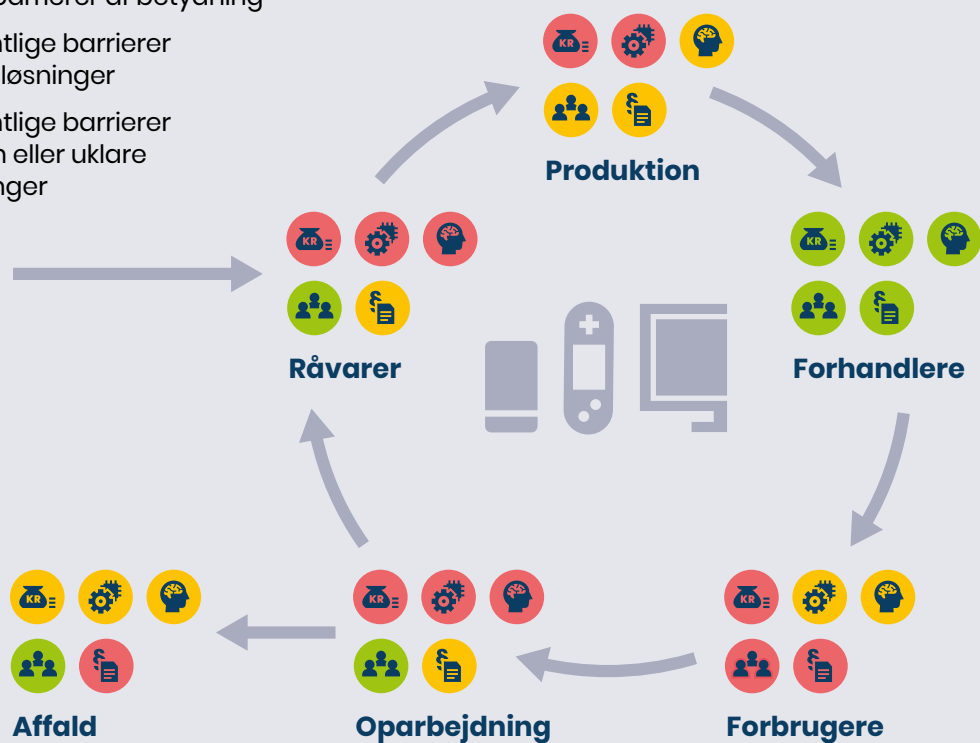 barrierer af betydning
ntlige barrierer
løsninger
ntlige barrierer
n eller uklare
nger
KR
Produktion
KR
KR
Råvarer
Forhandlere
KR
KR
KR
Affald
Oparbejdning
Forbrugere